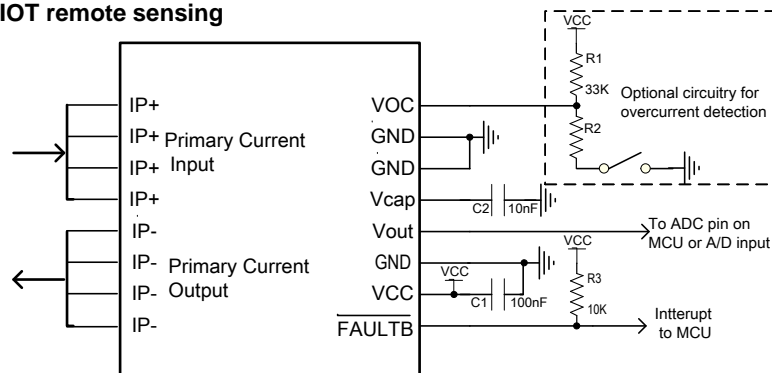 IOT remote sensing
VCC
R1
33K
Optional circuitry for
overcurrent detection
R2
IP+
IP+
IP+
IP+
Primary Current
Input
IP-
IP-
IP-
IP-
Primary Current
Output
VOC
GND
GND
Vcap
Vout
GND
VCC
FAULTB
C2
10nF
To ADC pin on
MCU or A/D input
VCC
C1
100nF
VCC
R3
10K
Intterupt
to MCU